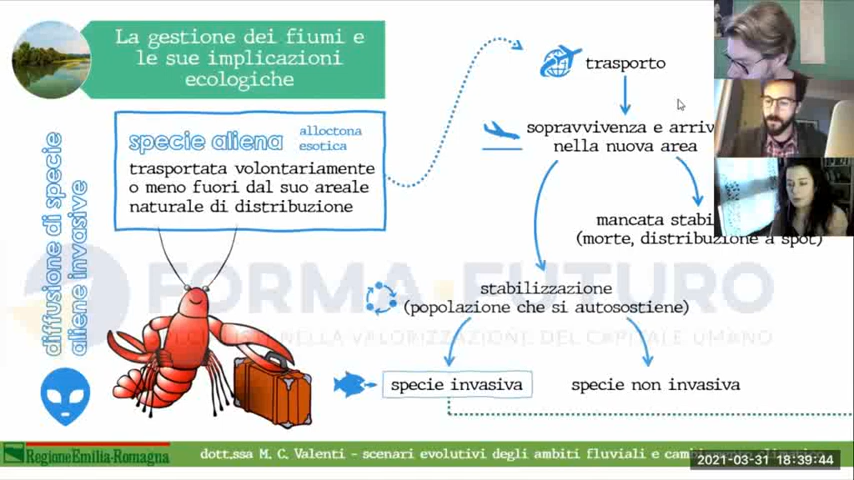 La gestione dei fiumi e
le sue implicazioni
ecologiche
diffusione di specie
aliene invasive
specie aliena
alloctona
esotica
trasportata volontariamente
o meno fuori dal suo areale
naturale di distribuzione
trasporto
sopravvivenza e arriv
nella nuova area
mancata stabi
(morte, distribuzione a spot)
stabilizzazione
(popolazione che si autosostiene)
specie invasiva
specie non invasiva
FORMA FUTURO
NELLA VALORIZZAZIONE DEL CAPITALE UMANO
RegioneEmilia-Romagna
dott.ssa M. C. Valenti - scenari evolutivi degli ambiti fluviali e
2021-03-31 18:39:44